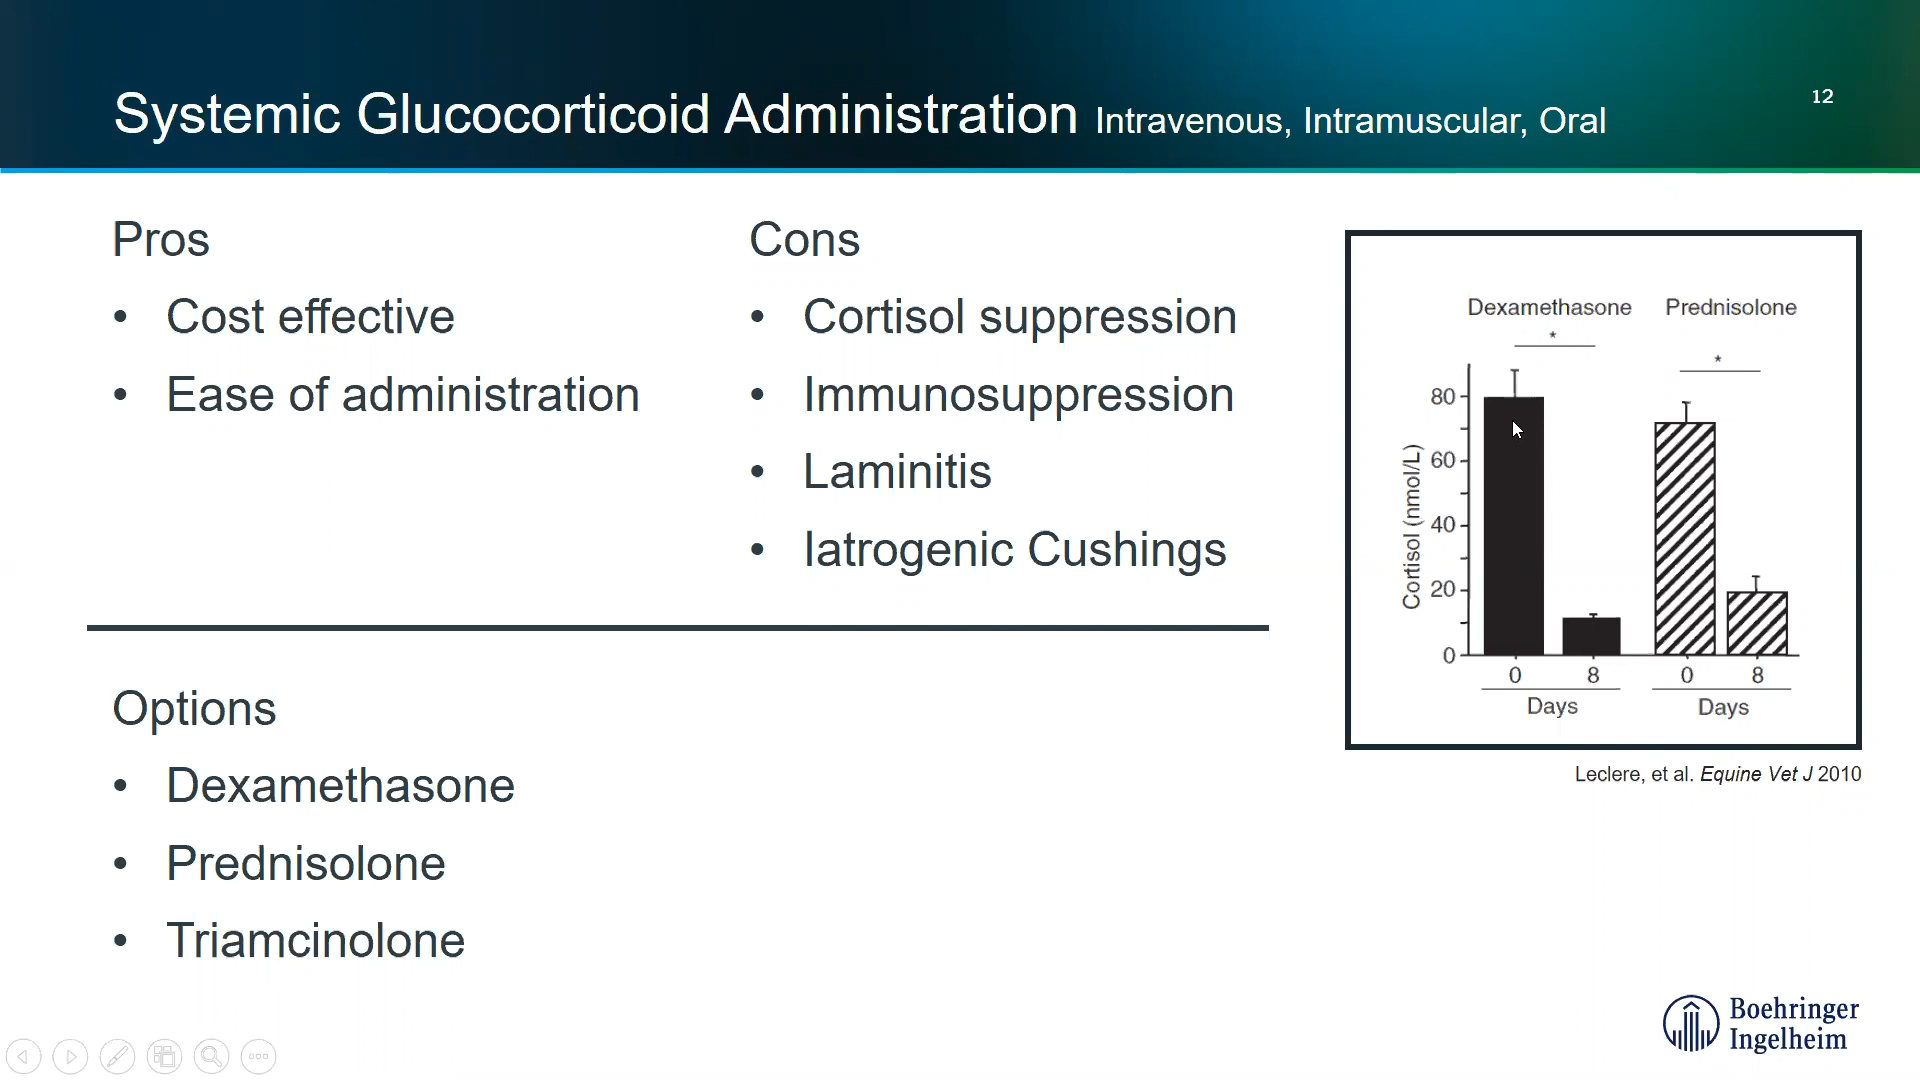 Systemic Glucocorticoid Administration Intravenous, Intramuscular, Oral
12
Pros
• Cost effective
• Ease of administration
Cons
• Cortisol suppression
• Immunosuppression
• Laminitis
• Iatrogenic Cushings
Options
• Dexamethasone
• Prednisolone
• Triamcinolone
Dexamethasone Prednisolone
* *
Cortisol (nmol/L)
80
60
40
20
0
0 8 0 8
Days Days
Leclere, et al. Equine Vet J 2010
Boehringer
Ingelheim